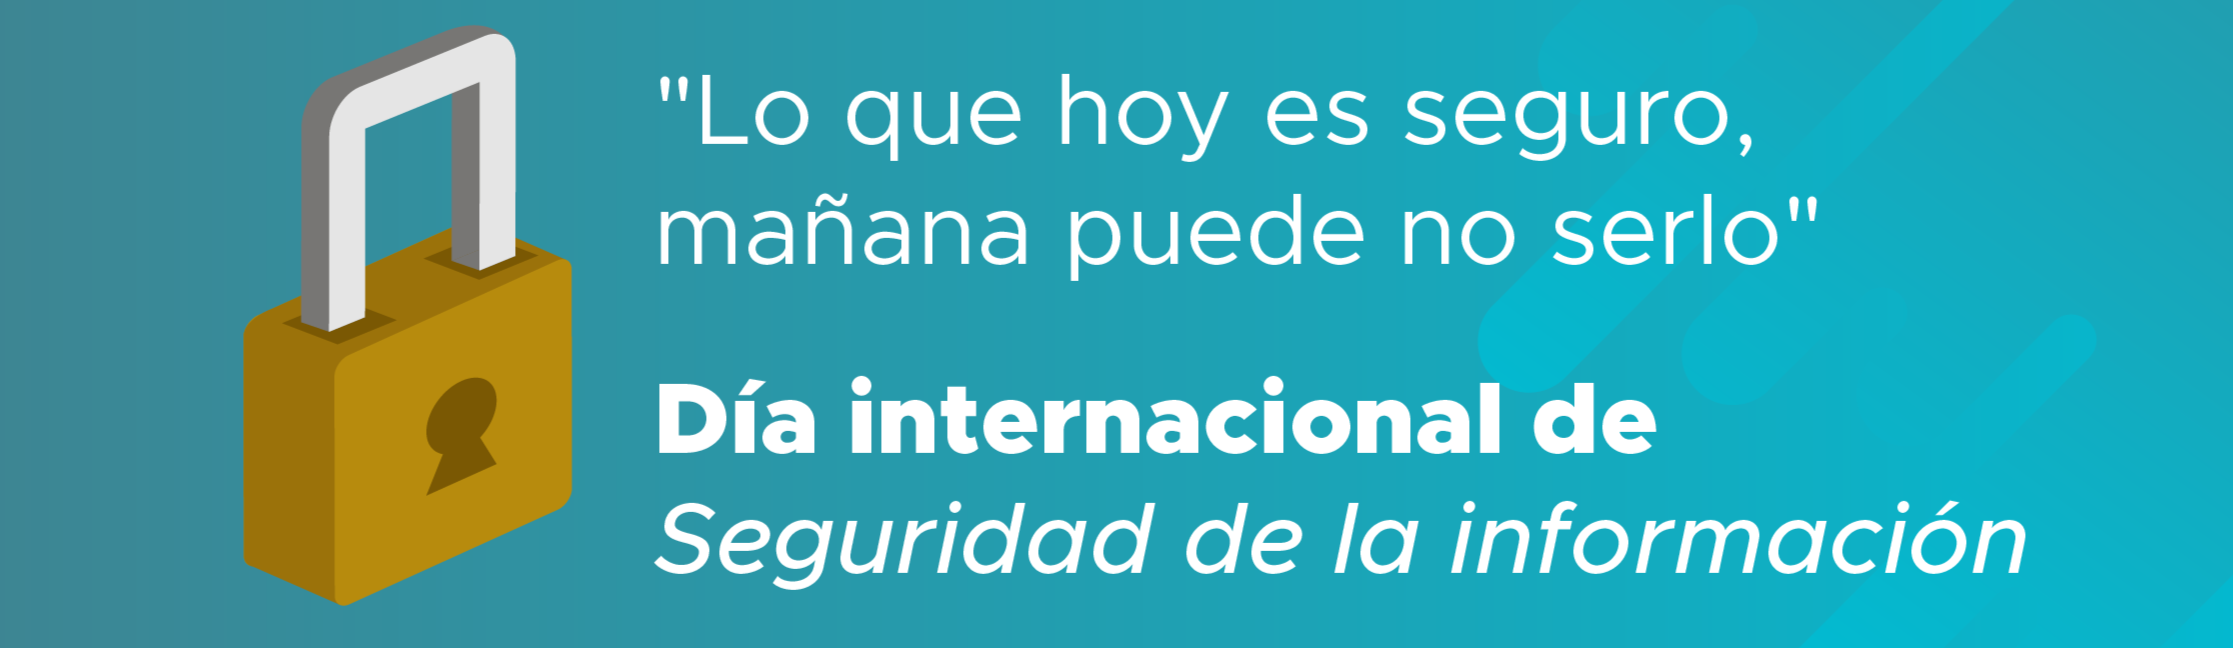 "Lo que hoy es seguro,
mañana puede no serlo"
Día internacional de
Seguridad de la información